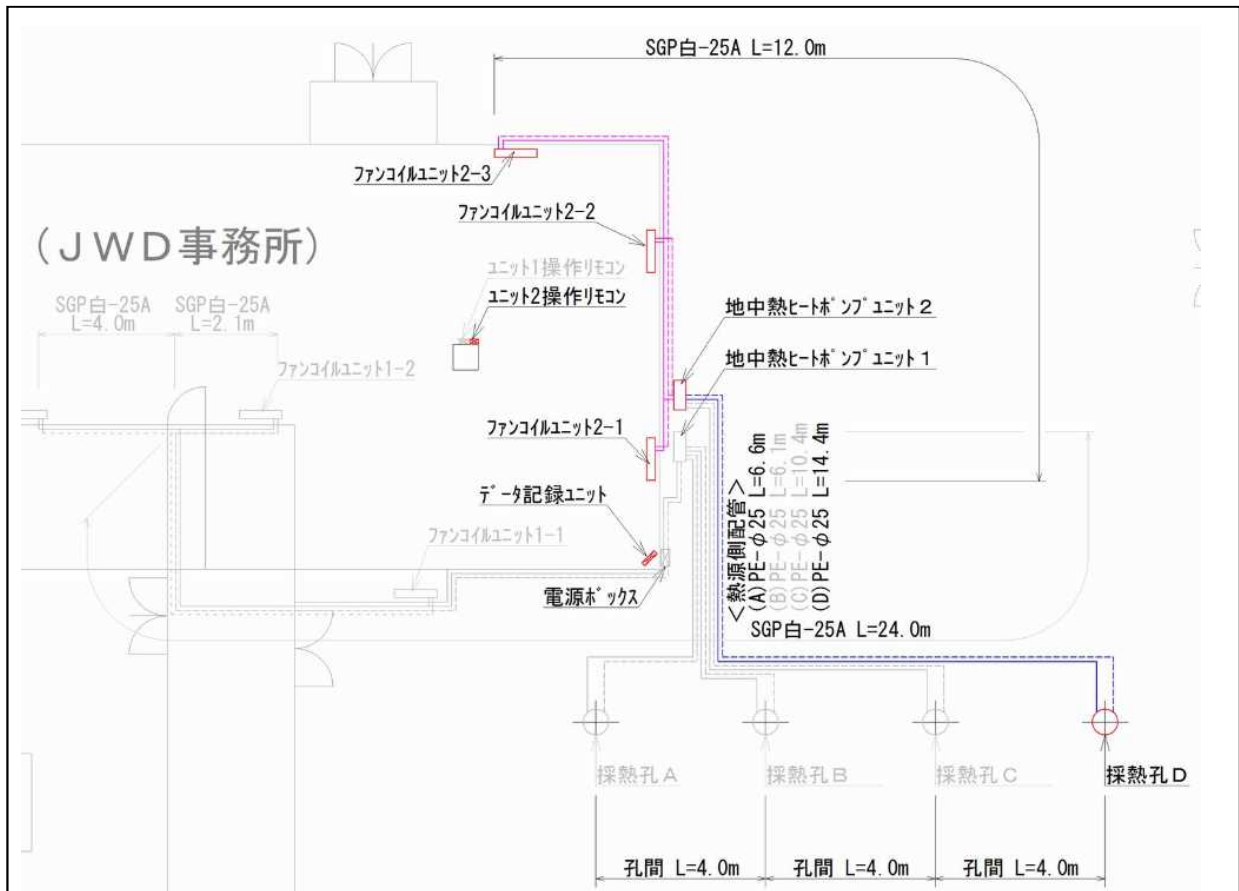 SGP白-25A L=12.0m
ファンコイルユニット2-3
ファンコイルユニット2-2
(JWD事務所)
ユニット1操作リモコン
ユニット2操作リモコン
SGP白-25A
L=4.0m
SGP白-25A
L=2.1m
地中熱ヒートポンプユニット2
地中熱ヒートポンプユニット1
ファンコイルユニット1-2
ファンコイルユニット2-1
<熱源側配管>
(A)PE-φ25 L=6.6m
(B)PE-φ25 L=6.1m
(C)PE-φ25 L=10.4m
(D)PE-φ25 L=14.4m
データ記録ユニット
ファンコイルユニット1-1
電源ボックス
SGP白-25A L=24.0m
採熱孔A
採熱孔B
採熱孔C
採熱孔D
孔間 L=4.0m
孔間 L=4.0m
孔間 L=4.0m